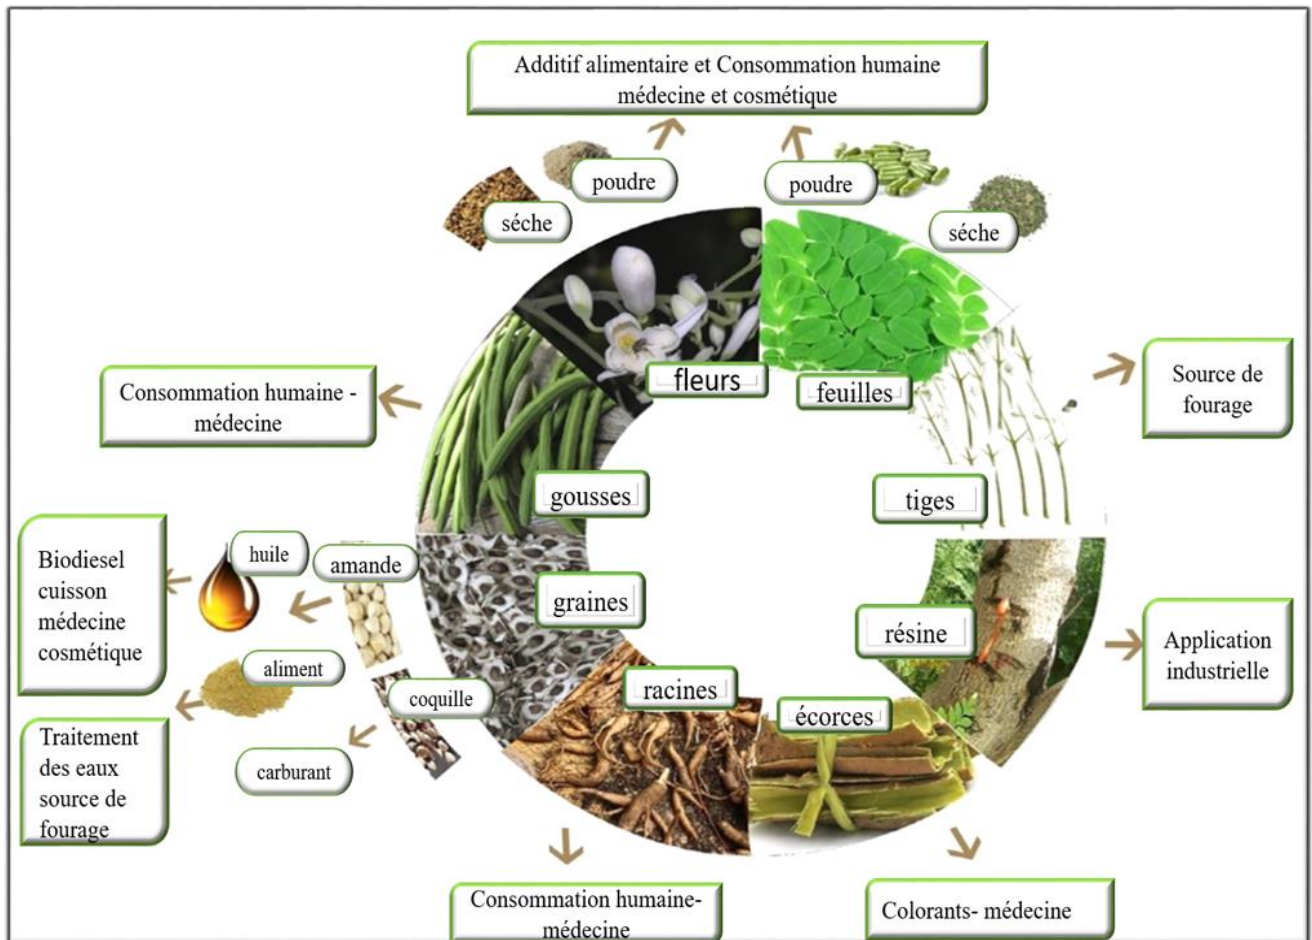 Additif alimentaire et Consommation humaine
médecine et cosmétique
poudre
poudre
séche
séche
fleurs
feuilles
Consommation humaine -
médecine
Source de
fourage
gousses
tiges
huile
amande
Biodiesel
cuisson
médecine
cosmétique
graines
résine
Application
industrielle
aliment
racines
coquille
écorces
Traitement
des eaux
source de
fourage
carburant
Consommation humaine-
médecine
Colorants- médecine